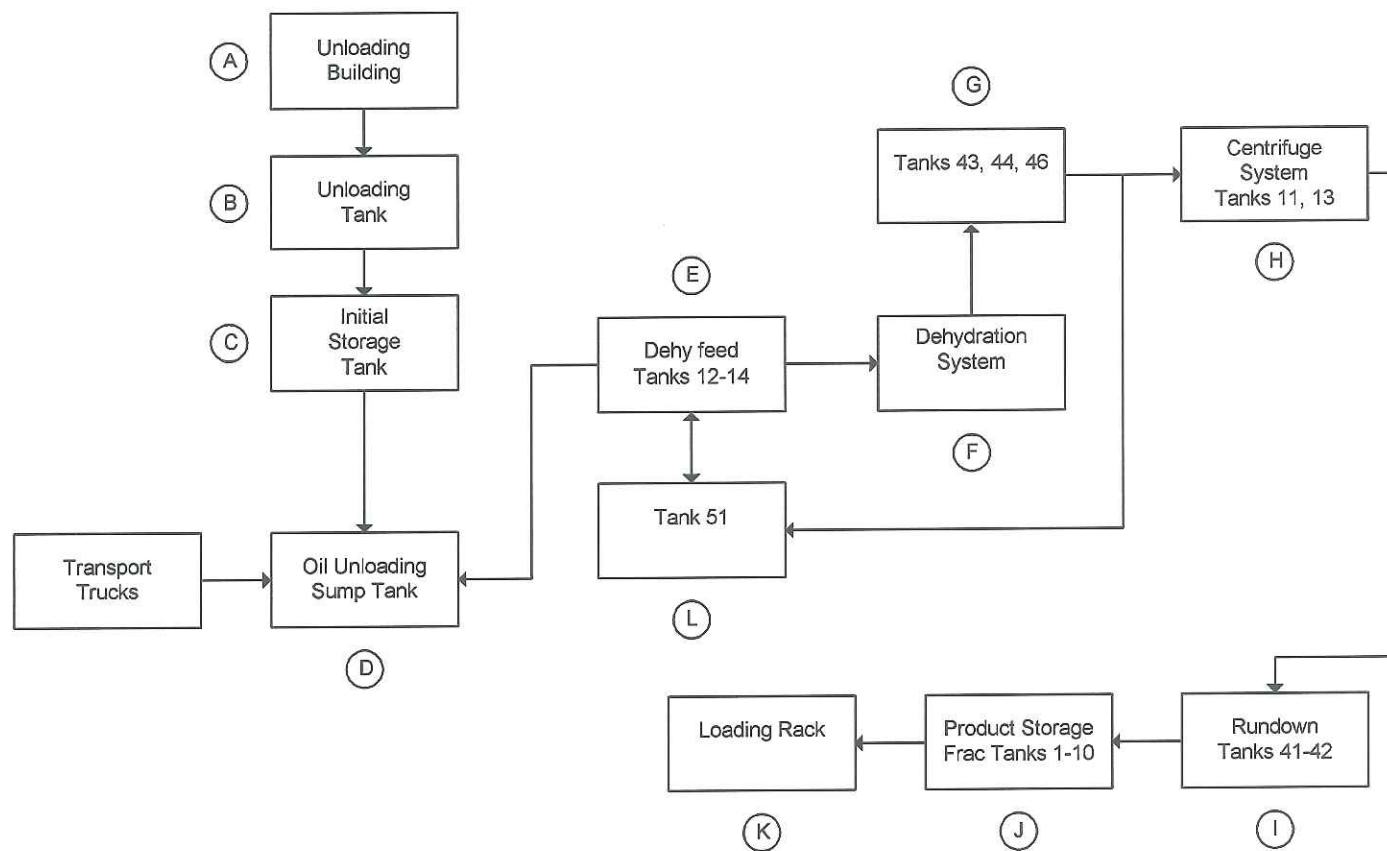 A
Unloading
Building
B
Unloading
Tank
C
Initial
Storage
Tank
Transport
Trucks
Oil Unloading
Sump Tank
D
E
Dehy feed
Tanks 12-14
Tank 51
L
G
Tanks 43, 44, 46
Dehydration
System
F
Centrifuge
System
Tanks 11, 13
H
Loading Rack
K
Product Storage
Frac Tanks 1-10
J
Rundown
Tanks 41-42
I